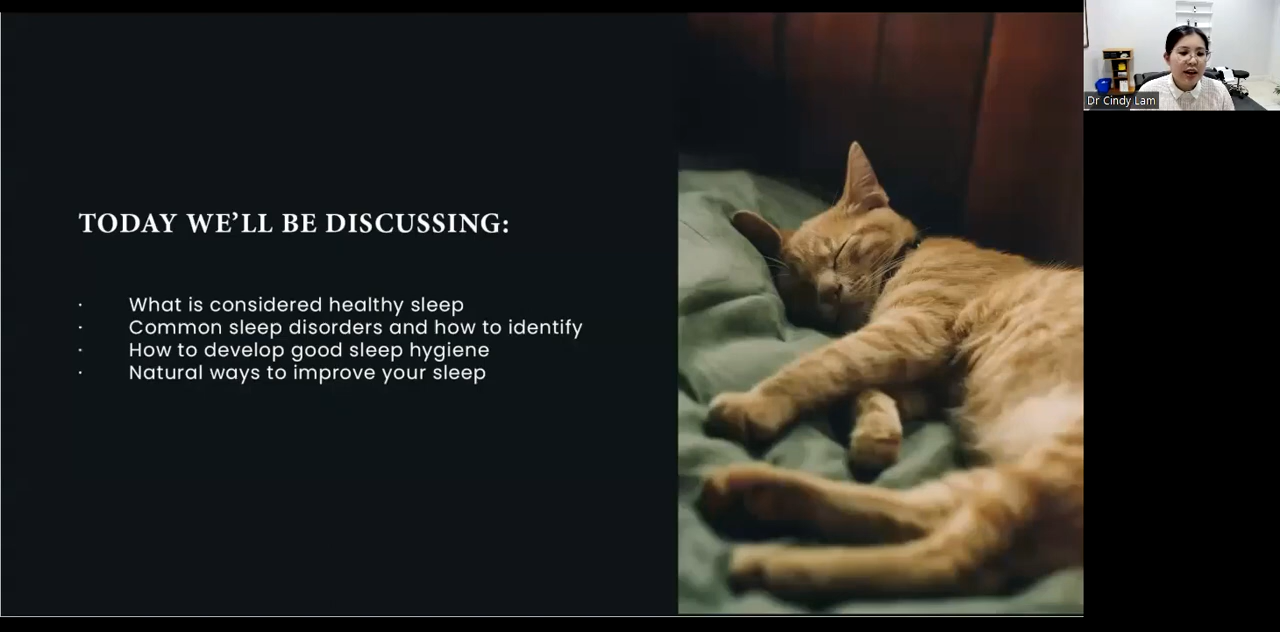 TODAY WE’LL BE DISCUSSING:
· What is considered healthy sleep
· Common sleep disorders and how to identify
· How to develop good sleep hygiene
· Natural ways to improve your sleep
Dr Cindy Lam